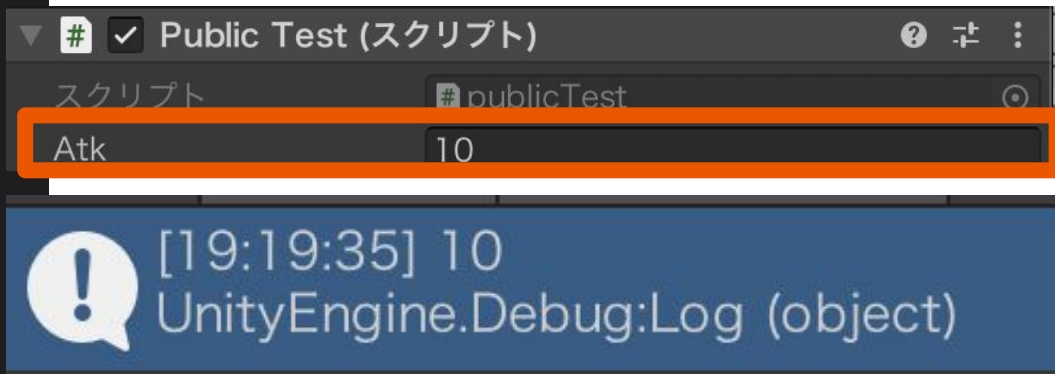 # Public Test (スクリプト)
スクリプト # publicTest
Atk 10
[19:19:35] 10
UnityEngine.Debug:Log (object)